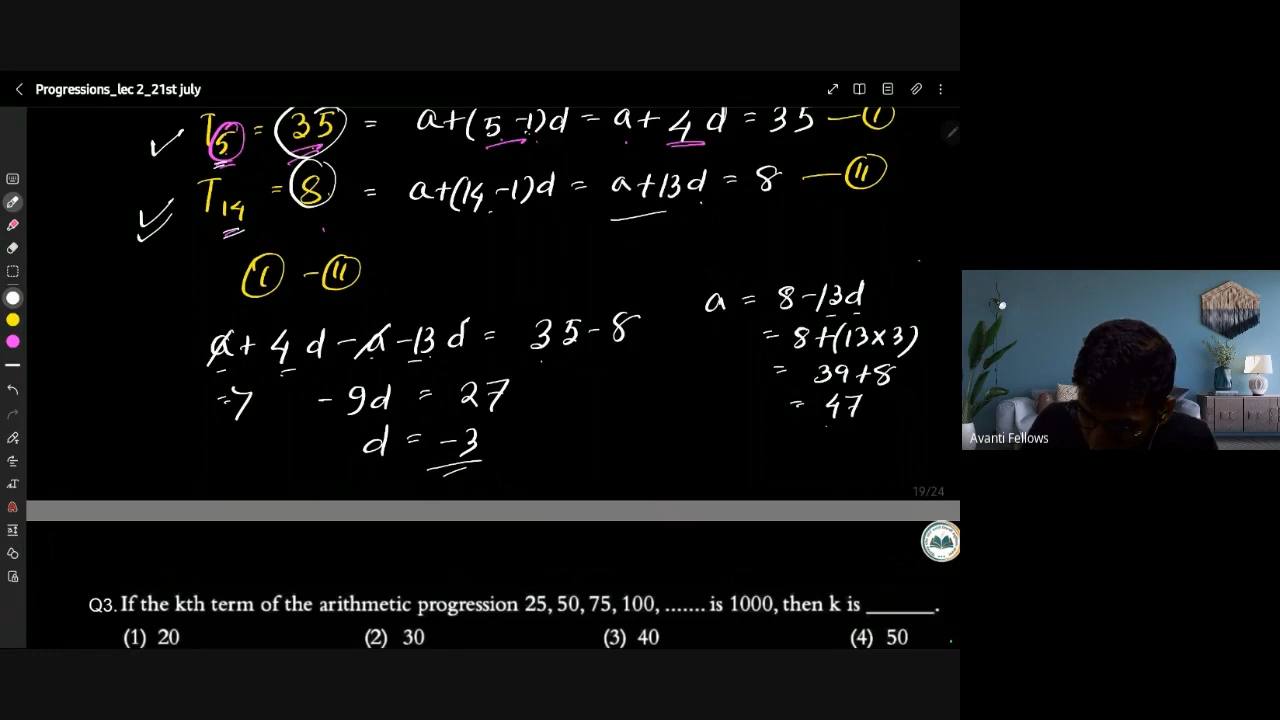 Progressions_lec 2_21st july
T5 = 35 = a+(5-1)d = a+4d = 35 — I
T14 = 8 = a+(14-1)d = a+13d = 8 — II
I - II
a+4d-a-13d = 35-8
=> -9d = 27
d = -3
a = 8-13d
= 8+(13×3)
= 39+8
= 47
19/24
Avanti Fellows
Q3. If the kth term of the arithmetic progression 25, 50, 75, 100, ....... is 1000, then k is _______.
(1) 20 (2) 30 (3) 40 (4) 50